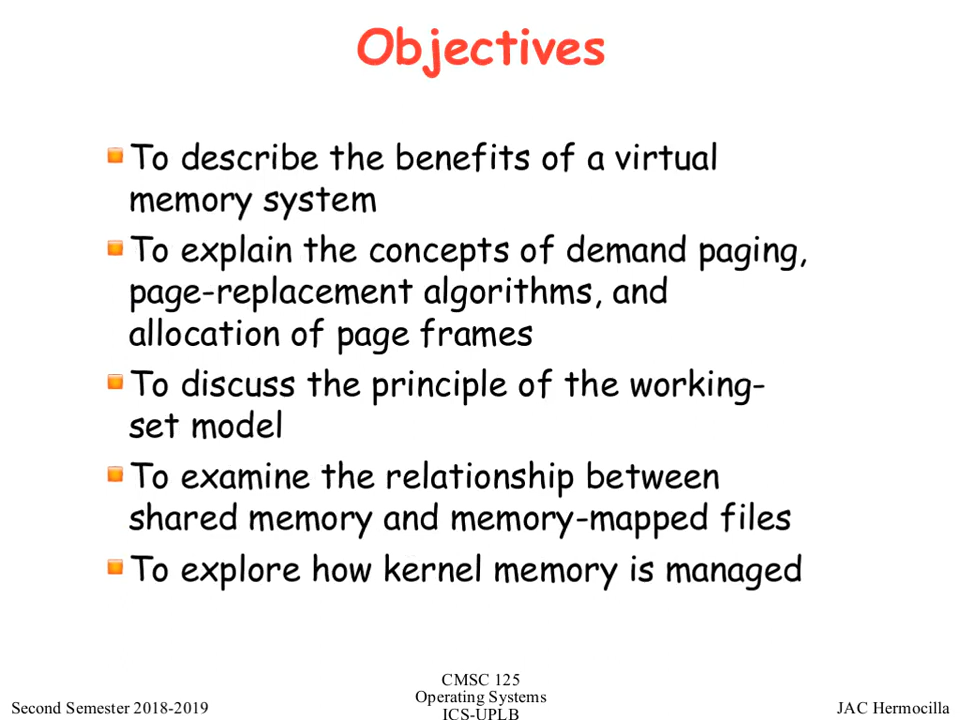 Objectives
To describe the benefits of a virtual
memory system
To explain the concepts of demand paging,
page-replacement algorithms, and
allocation of page frames
To discuss the principle of the working-
set model
To examine the relationship between
shared memory and memory-mapped files
To explore how kernel memory is managed
Second Semester 2018-2019
CMSC 125
Operating Systems
ICS-UPLB
JAC Hermocilla